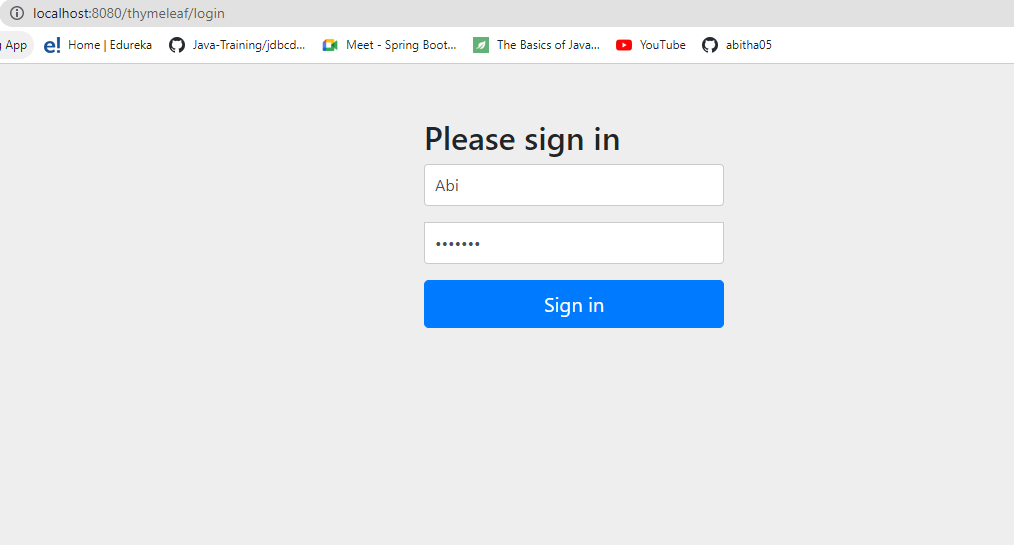 localhost:8080/thymeleaf/login
g App
e! Home | Edureka
Java-Training/jdbcd...
Meet - Spring Boot...
The Basics of Java...
YouTube
abitha05
Please sign in
Abi
•••••••
Sign in